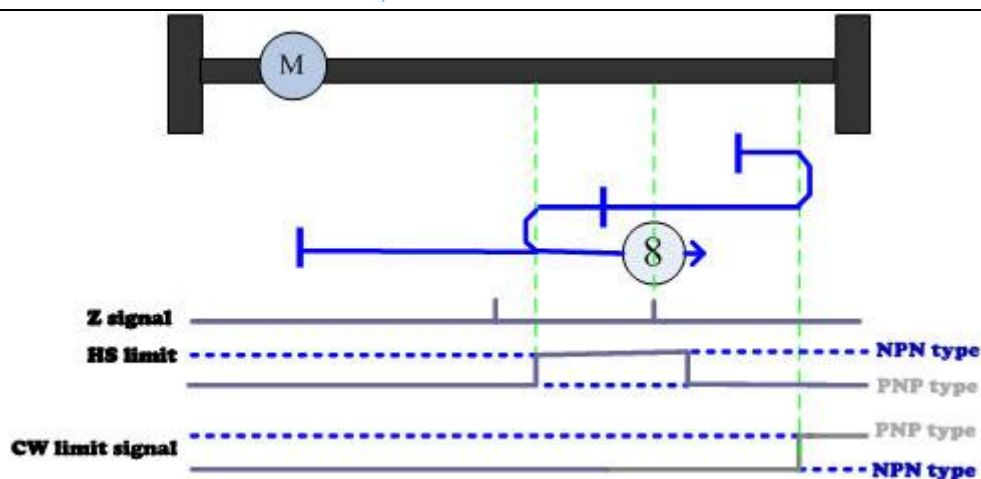 M
8
Z signal
HS limit
NPN type
PNP type
PNP type
CW limit signal
NPN type